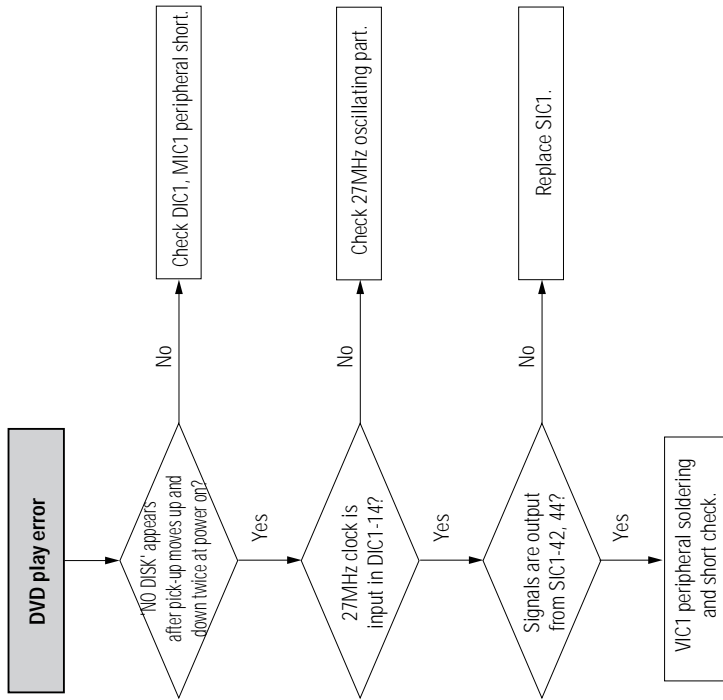 DVD play error
'NO DISK' appears
after pick-up moves up and
down twice at power on?
No
Check DIC1, MIC1 peripheral short.
Yes
27MHz clock is
input in DIC1-14?
No
Check 27MHz oscillating part.
Yes
Signals are output
from SIC1-42, 44?
No
Replace SIC1.
Yes
VIC1 peripheral soldering
and short check.